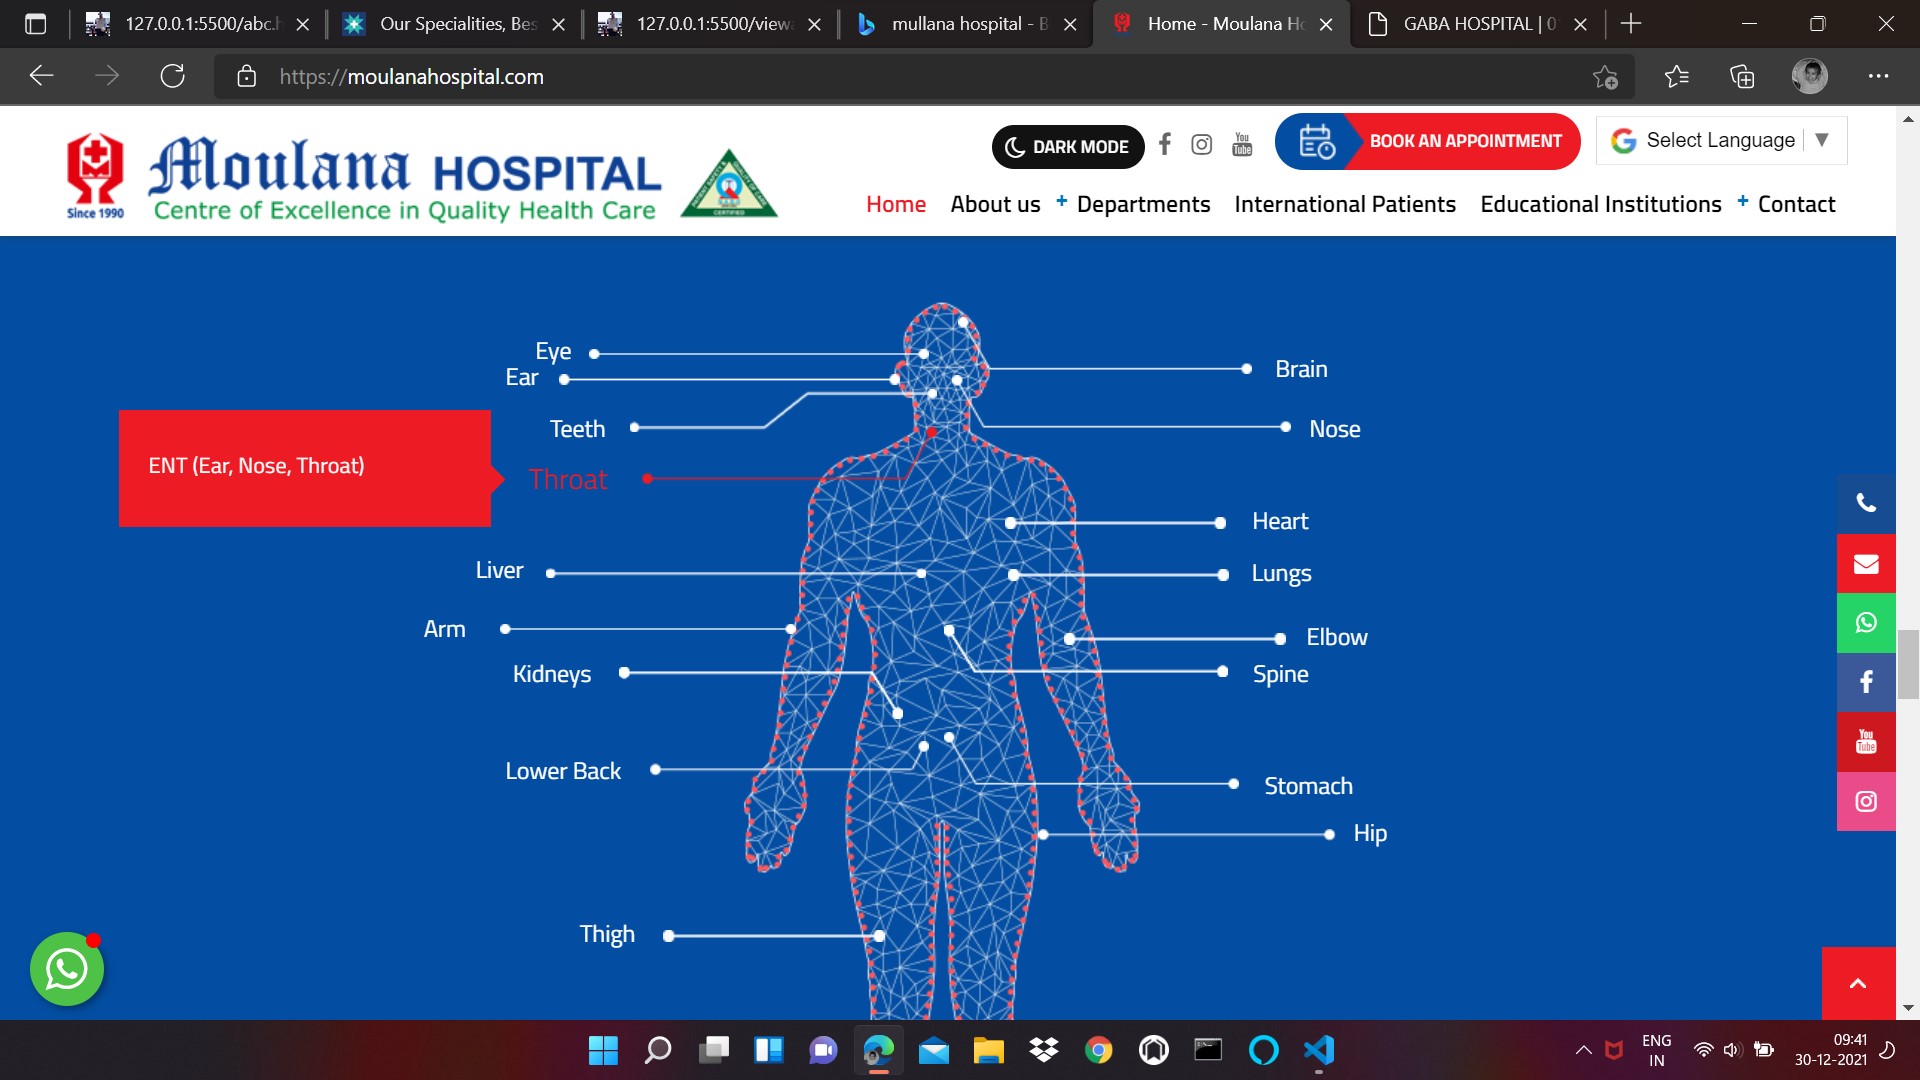 127.0.0.1:5500/abc.h
Our Specialities, Bes
127.0.0.1:5500/view
mullana hospital - B
Home - Moulana Ho
GABA HOSPITAL | 0
https://moulanahospital.com
Since 1990
Moulana HOSPITAL
Centre of Excellence in Quality Health Care
CERTIFIED
DARK MODE
You Tube
BOOK AN APPOINTMENT
Select Language ▼
Home About us + Departments International Patients Educational Institutions + Contact
Eye
Ear
Brain
Teeth
Nose
ENT (Ear, Nose, Throat)
Throat
Heart
Liver
Lungs
Arm
Elbow
Kidneys
Spine
You Tube
Lower Back
Stomach
Hip
Thigh
ENG
IN
09:41
30-12-2021